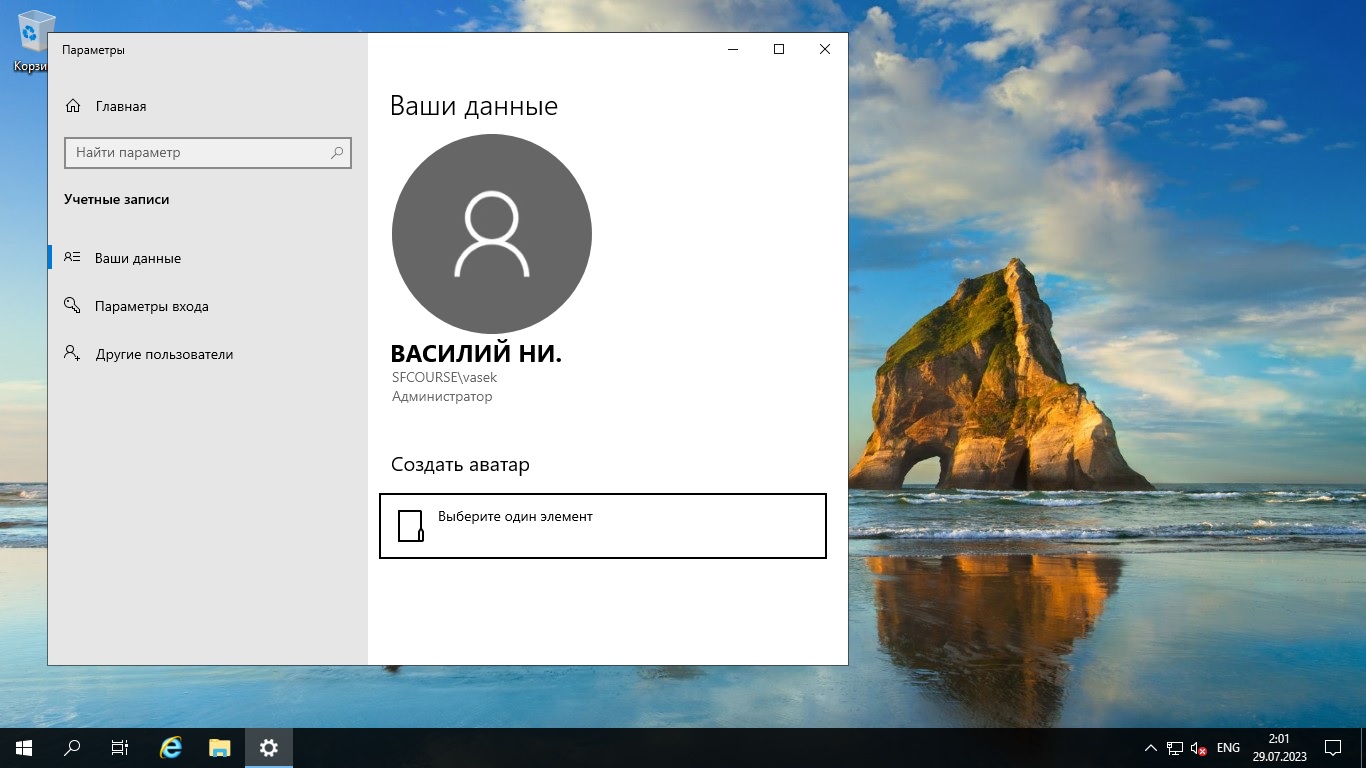 Корзи
Параметры
Главная
Найти параметр
Учетные записи
Ваши данные
Параметры входа
Другие пользователи
Ваши данные
ВАСИЛИЙ НИ.
SFCOURSE\vasek
Администратор
Создать аватар
Выберите один элемент
ENG
2:01
29.07.2023